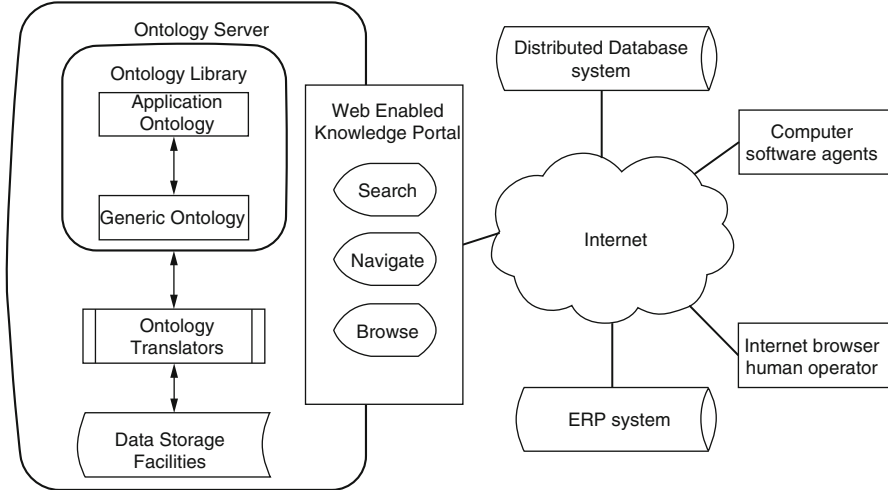 Ontology Server
Ontology Library
Application
Ontology
Generic Ontology
Ontology
Translators
Data Storage
Facilities
Web Enabled
Knowledge Portal
Search
Navigate
Browse
Distributed Database
system
Computer
software agents
Internet
Internet browser
human operator
ERP system